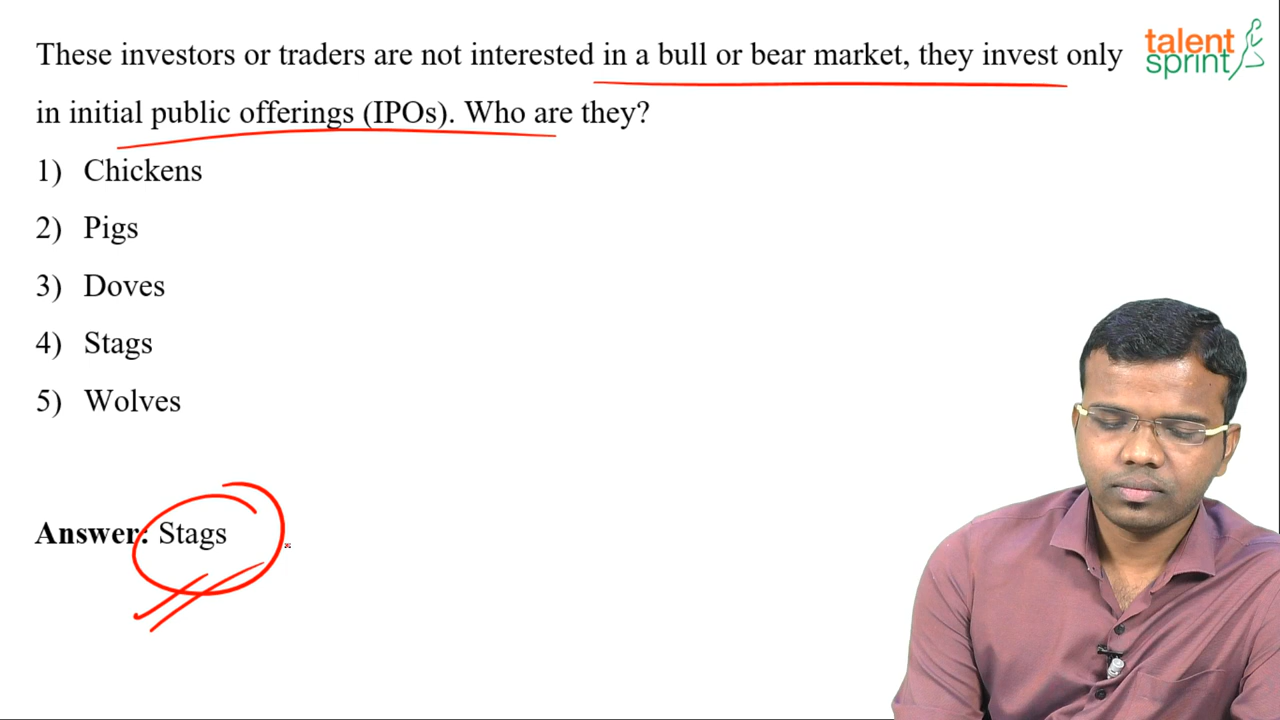 These investors or traders are not interested in a bull or bear market, they invest only
in initial public offerings (IPOs). Who are they?
1) Chickens
2) Pigs
3) Doves
4) Stags
5) Wolves
Answer: Stags
talent
sprint